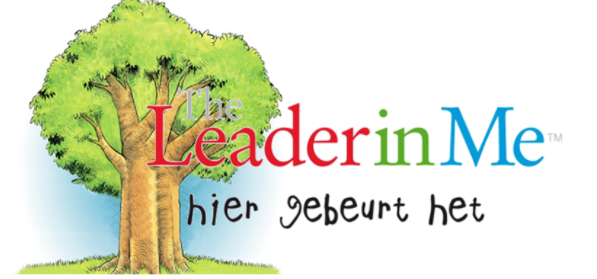 The
Leader in Me™
hier gebeurt het